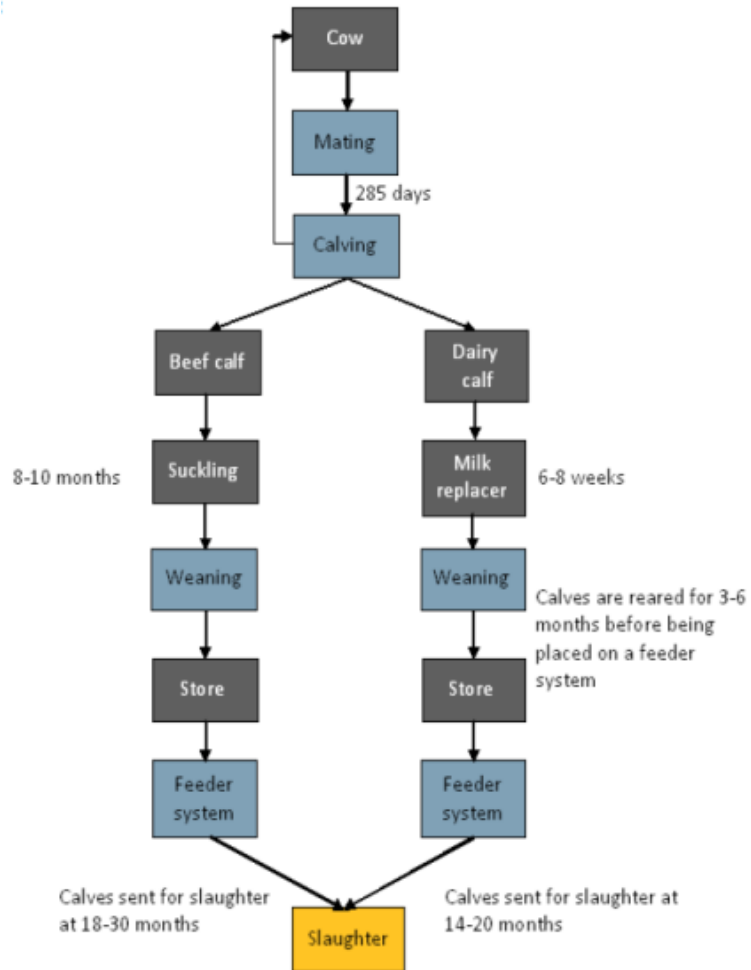 Cow
Mating
285 days
Calving
Beef calf
Dairy
calf
8-10 months
Suckling
Milk
replacer
6-8 weeks
Weaning
Weaning
Calves are reared for 3-6
months before being
placed on a feeder
system
Store
Store
Feeder
system
Feeder
system
Calves sent for slaughter
at 18-30 months
Calves sent for slaughter at
14-20 months
Slaughter